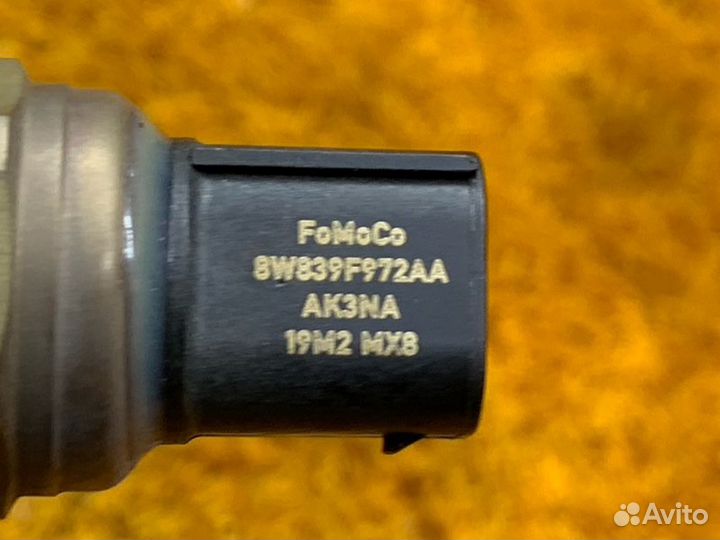 FoMoCo
8W839F972AA
AK3NA
19M2 MX8
Avito